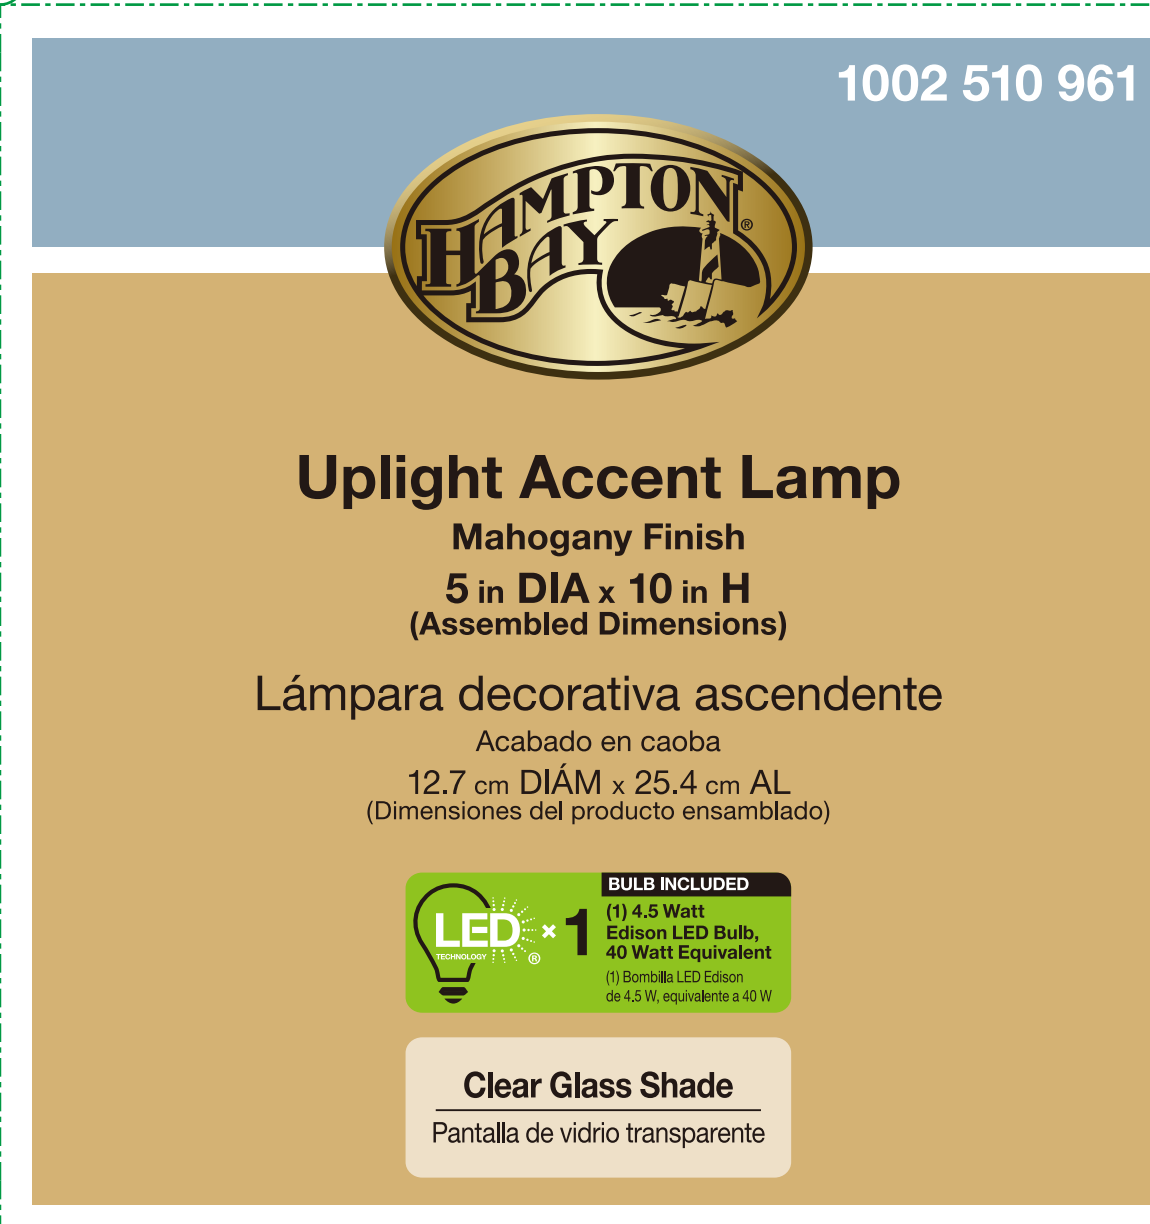 1002 510 961
HAMPTON
BAY
®
Uplight Accent Lamp
Mahogany Finish
5 in DIA x 10 in H
(Assembled Dimensions)
Lámpara decorativa ascendente
Acabado en caoba
12.7 cm DIÁM x 25.4 cm AL
(Dimensiones del producto ensamblado)
LED
TECHNOLOGY
®
× 1
BULB INCLUDED
(1) 4.5 Watt
Edison LED Bulb,
40 Watt Equivalent
(1) Bombilla LED Edison
de 4.5 W, equivalente a 40 W
Clear Glass Shade
Pantalla de vidrio transparente